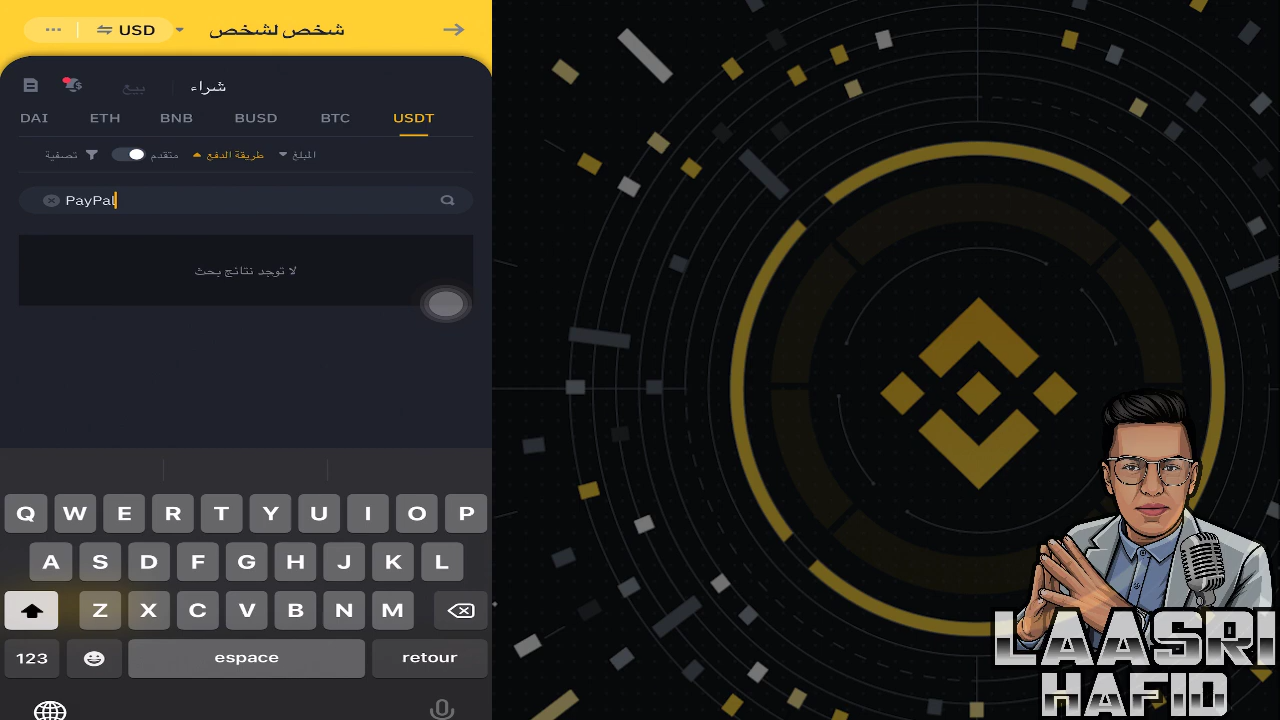 شخص لشخص
USD
شراء
بيع
USDT
BTC
BUSD
BNB
ETH
DAI
المبلغ
طريقة الدفع
متقدم
تصفية
PayPal
لا توجد نتائج بحث
Q W E R T Y U I O P
A S D F G H J K L
Z X C V B N M
123 espace retour
LAASRI
HAFID